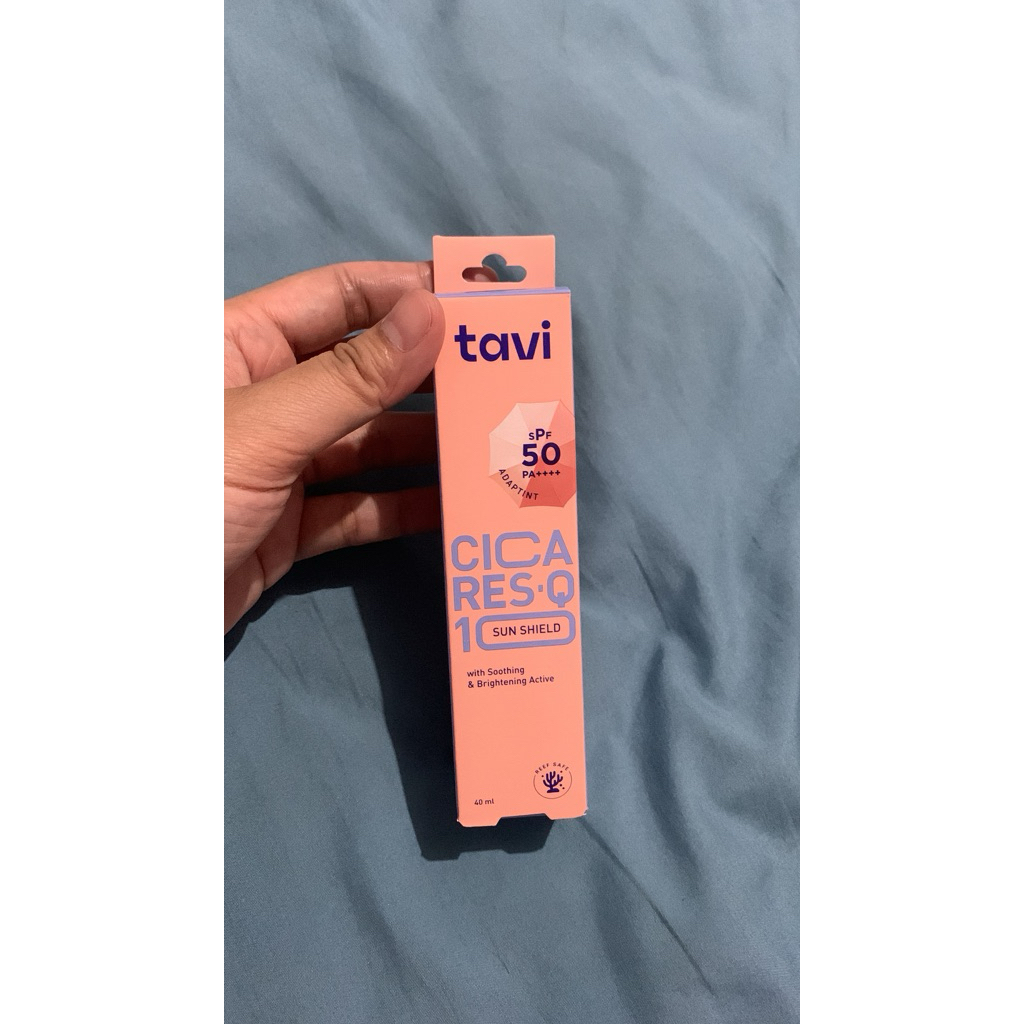 tavi
SPF
50
PA++++
ADAPTINT
CICA
RES·Q
10
SUN SHIELD
with Soothing
& Brightening Active
REEF SAFE
40 ml